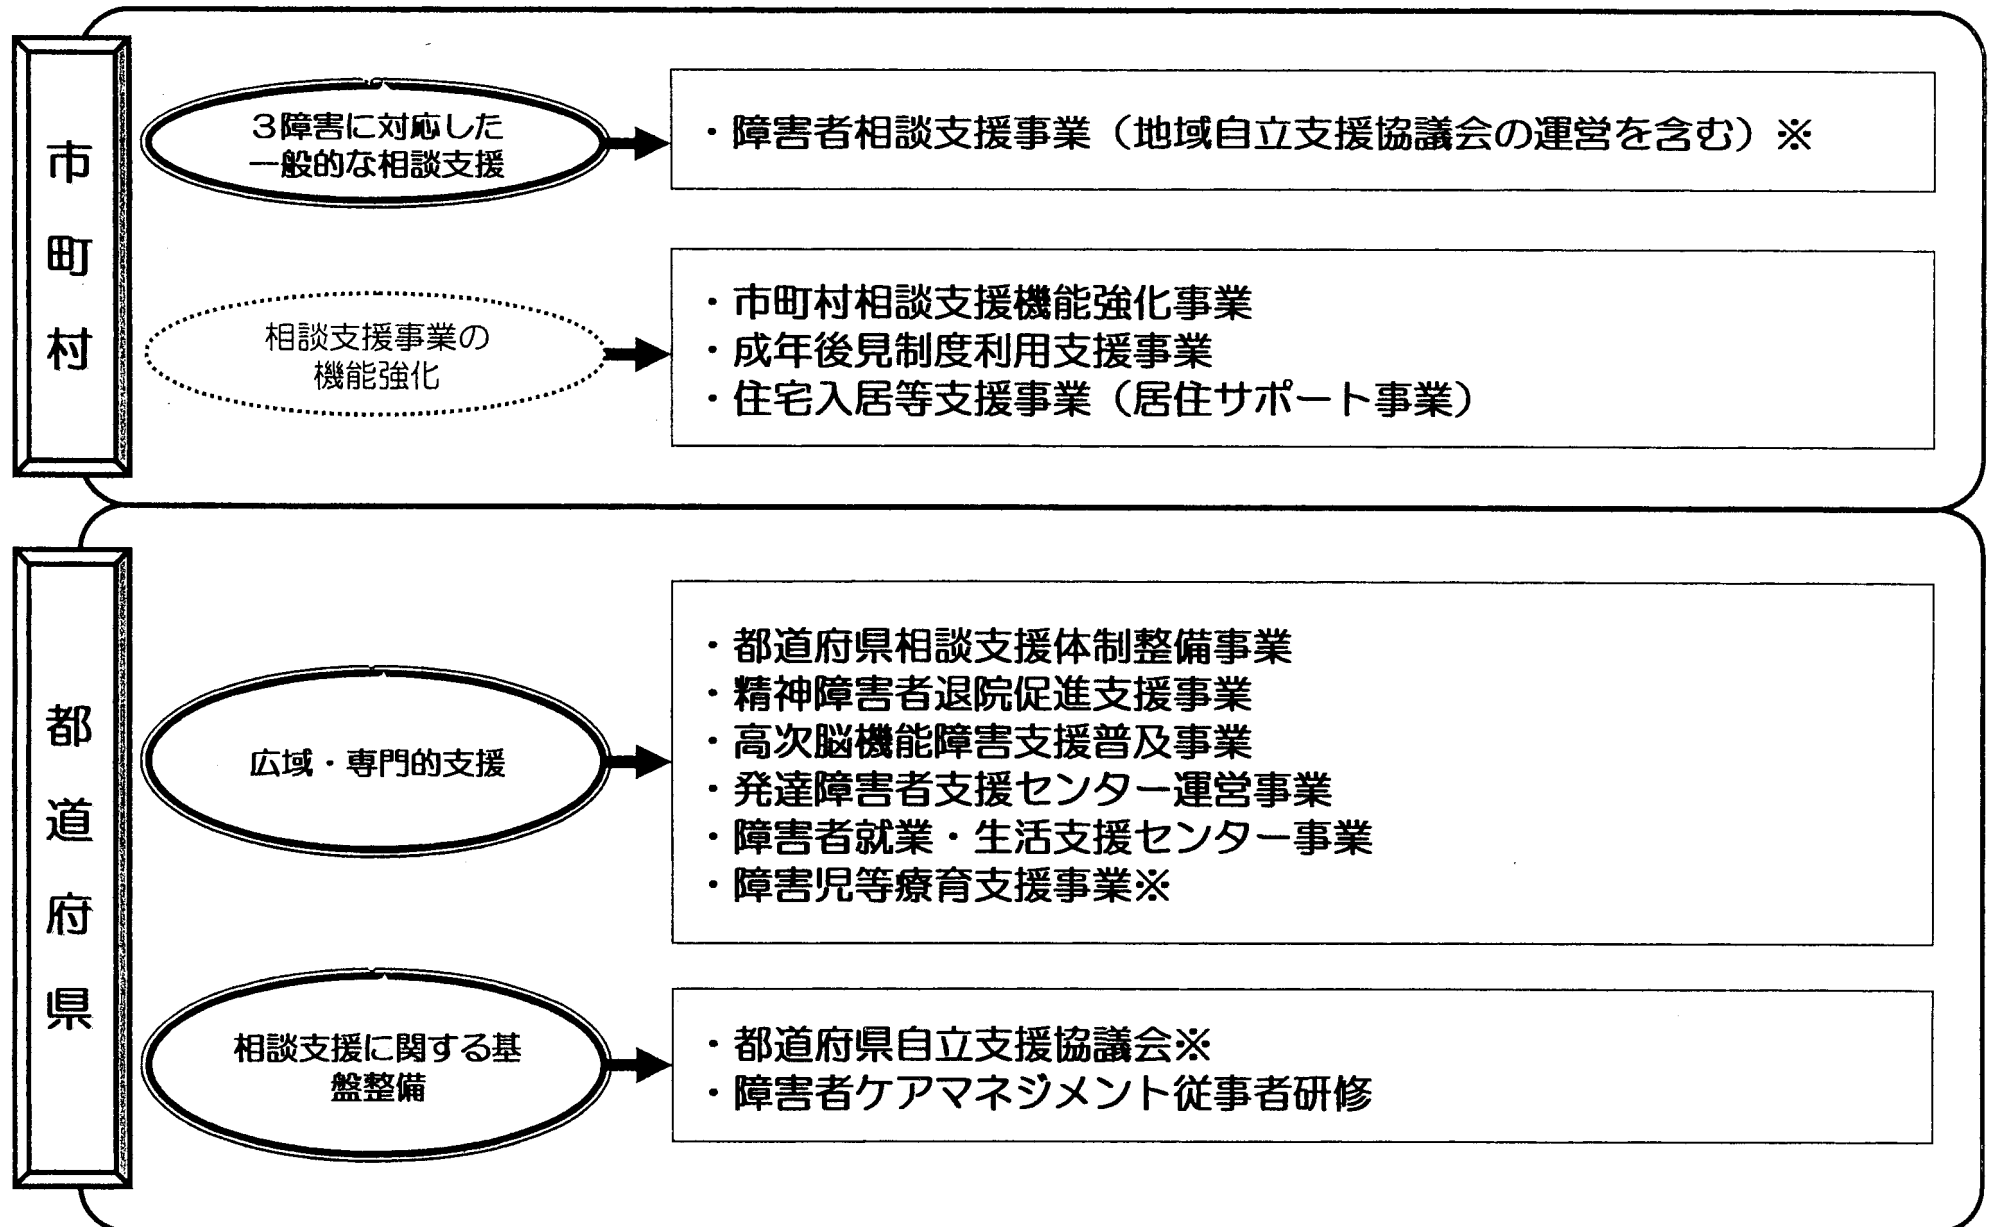 市町村
3障害に対応した
一般的な相談支援
・障害者相談支援事業（地域自立支援協議会の運営を含む）※
相談支援事業の
機能強化
・市町村相談支援機能強化事業
・成年後見制度利用支援事業
・住宅入居等支援事業（居住サポート事業）
都道府県
広域・専門的支援
・都道府県相談支援体制整備事業
・精神障害者退院促進支援事業
・高次脳機能障害支援普及事業
・発達障害者支援センター運営事業
・障害者就業・生活支援センター事業
・障害児等療育支援事業※
相談支援に関する基
盤整備
・都道府県自立支援協議会※
・障害者ケアマネジメント従事者研修